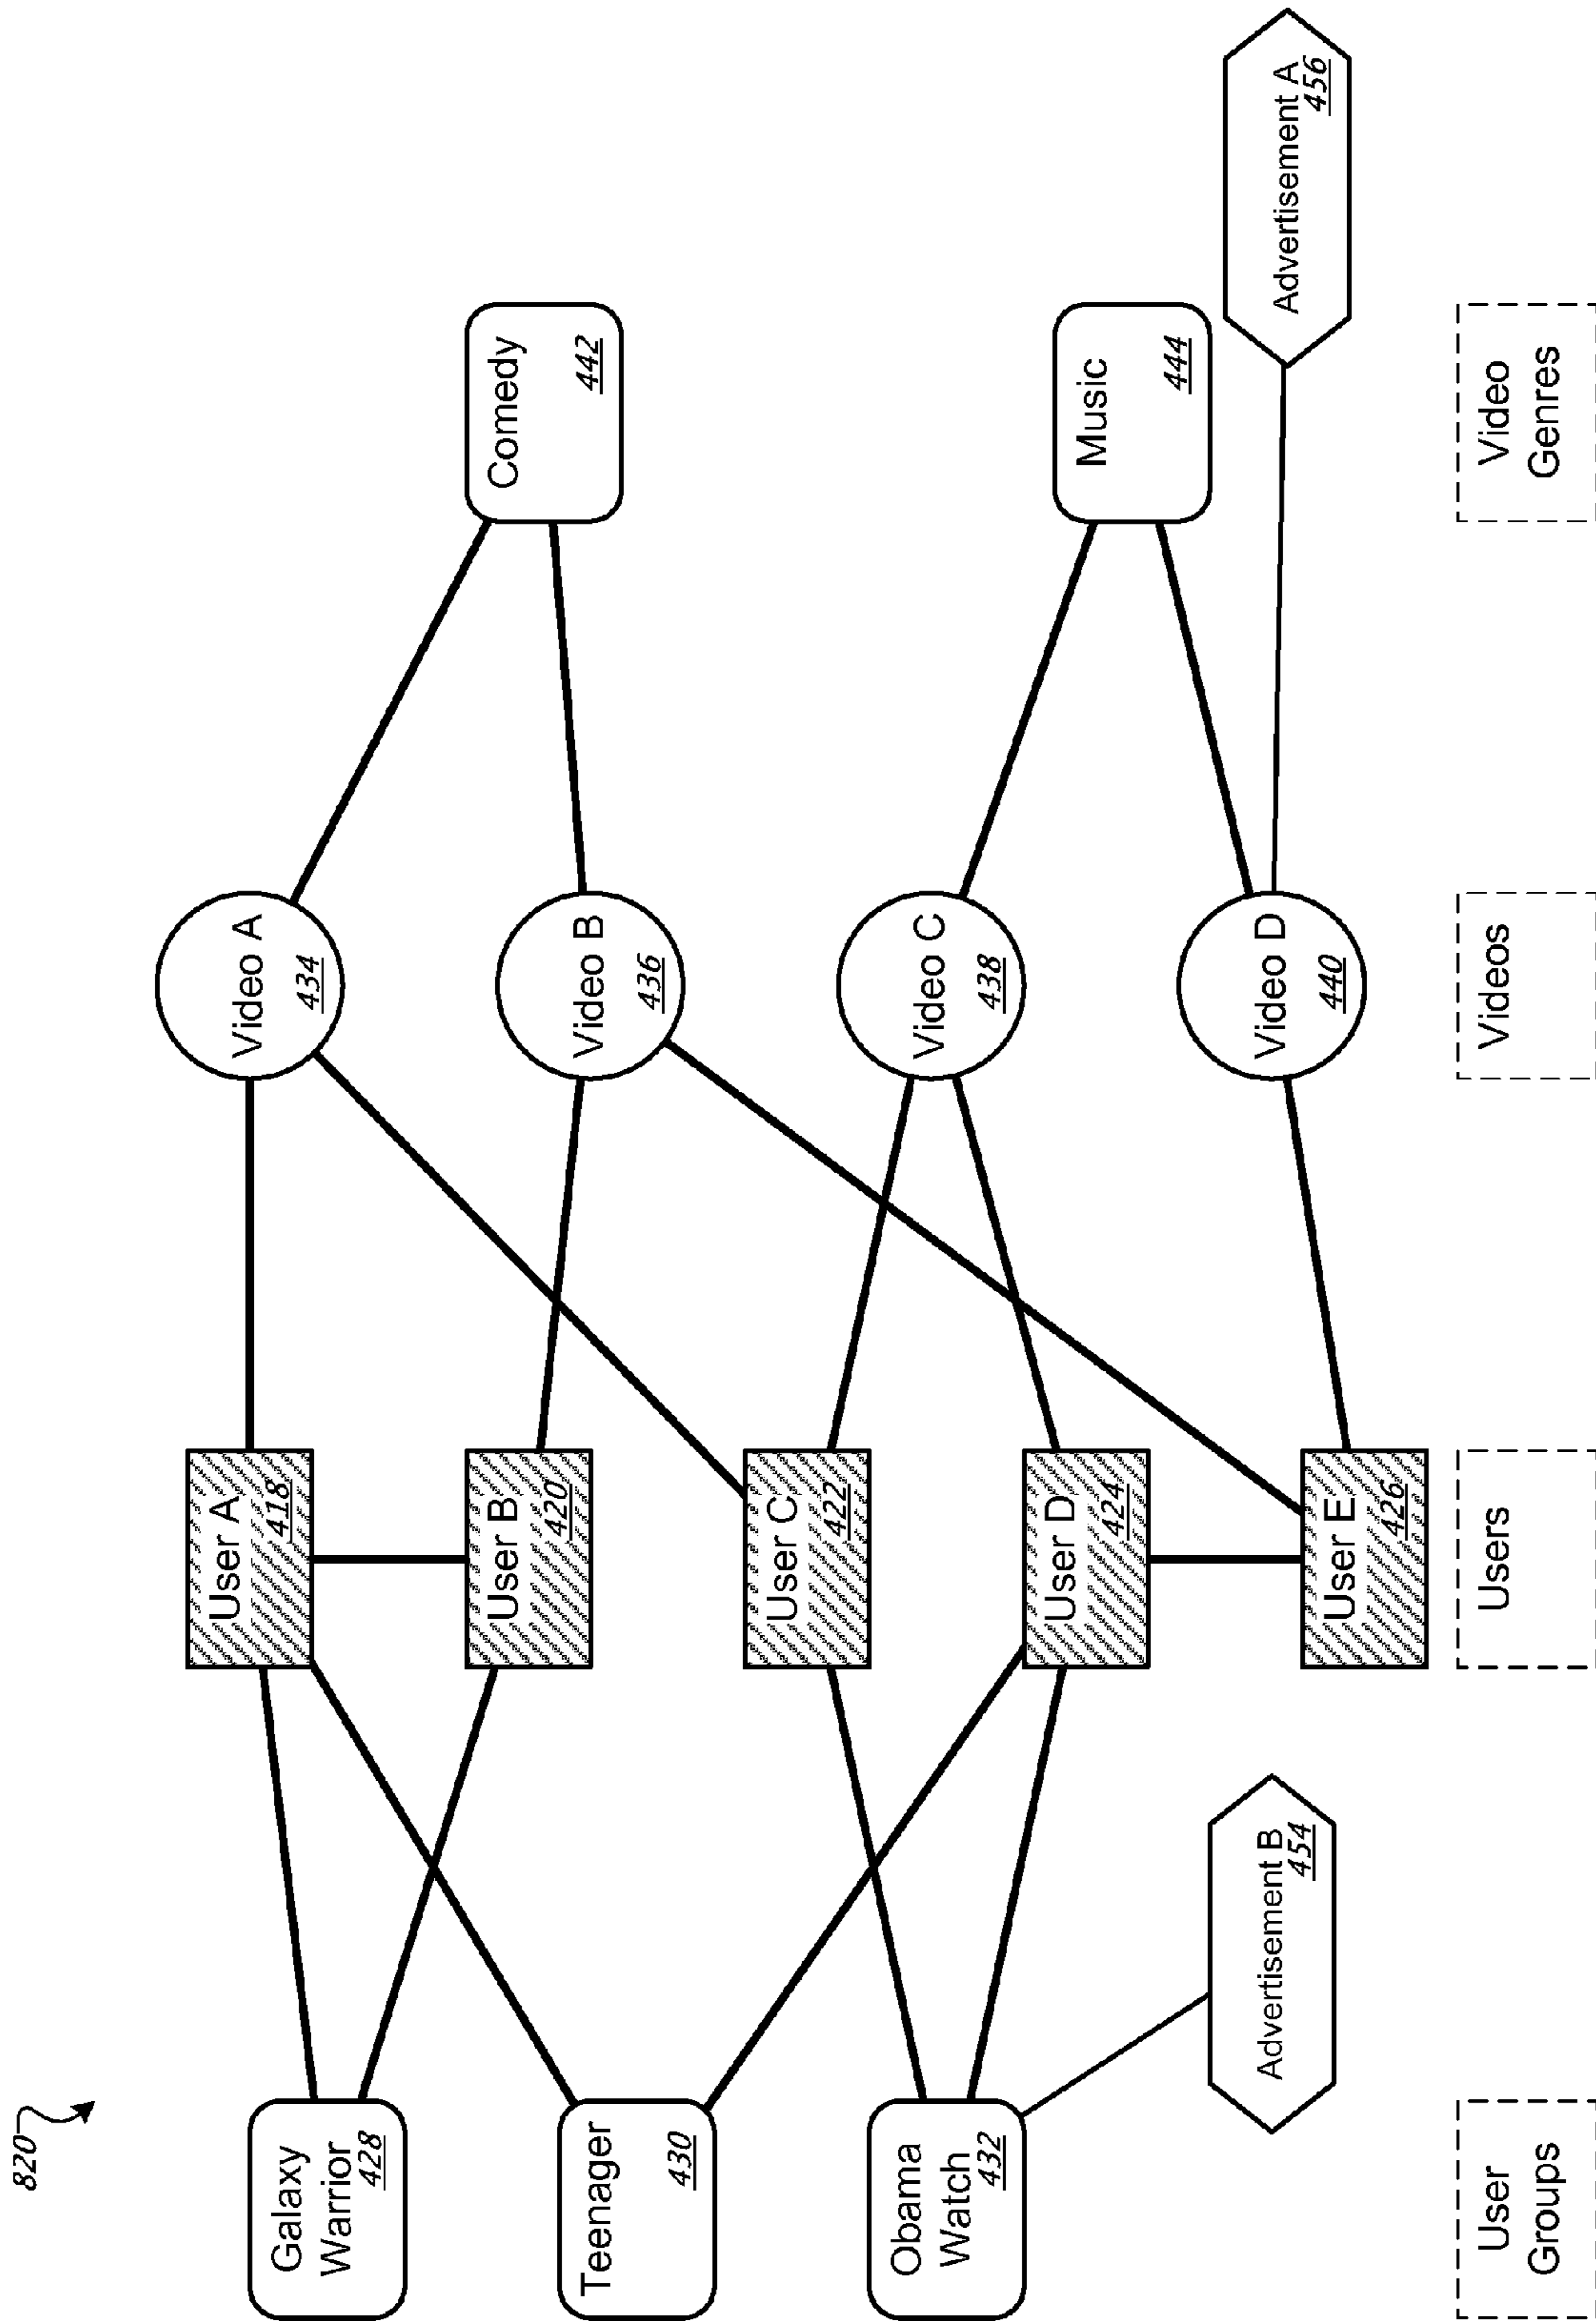 820
Galaxy
Warrior
428
Teenager
430
Obama
Watch
432
User A
418
User B
420
User C
422
User D
424
User E
426
Advertisement B
454
Video A
434
Video B
436
Video C
438
Video D
440
Comedy
442
Music
444
Advertisement A
456
User
Groups
Users
Videos
Video
Genres